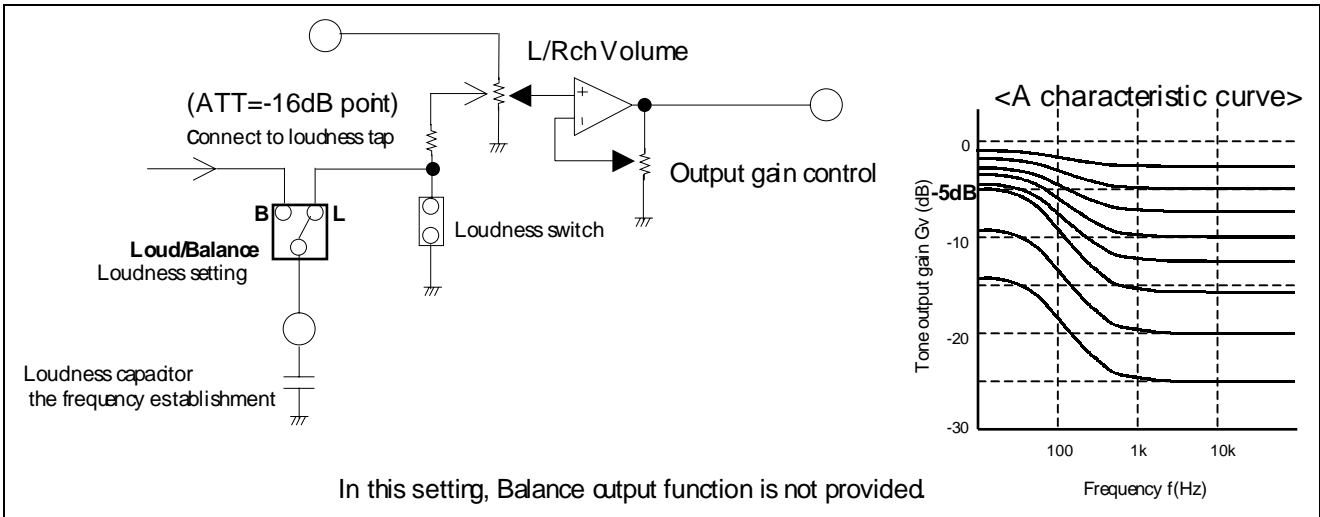 L/Rch Volume
(ATT=-16dB point)
Connect to loudness tap
+
-
Output gain control
B
L
Loud/Balance
Loudness setting
Loudness switch
Loudness capacitor
the frequency establishment
<A characteristic curve>
Tone output gain Gv (dB)
0
-5dB
-10
-20
-30
100
1k
10k
Frequency f(Hz)
In this setting, Balance output function is not provided.